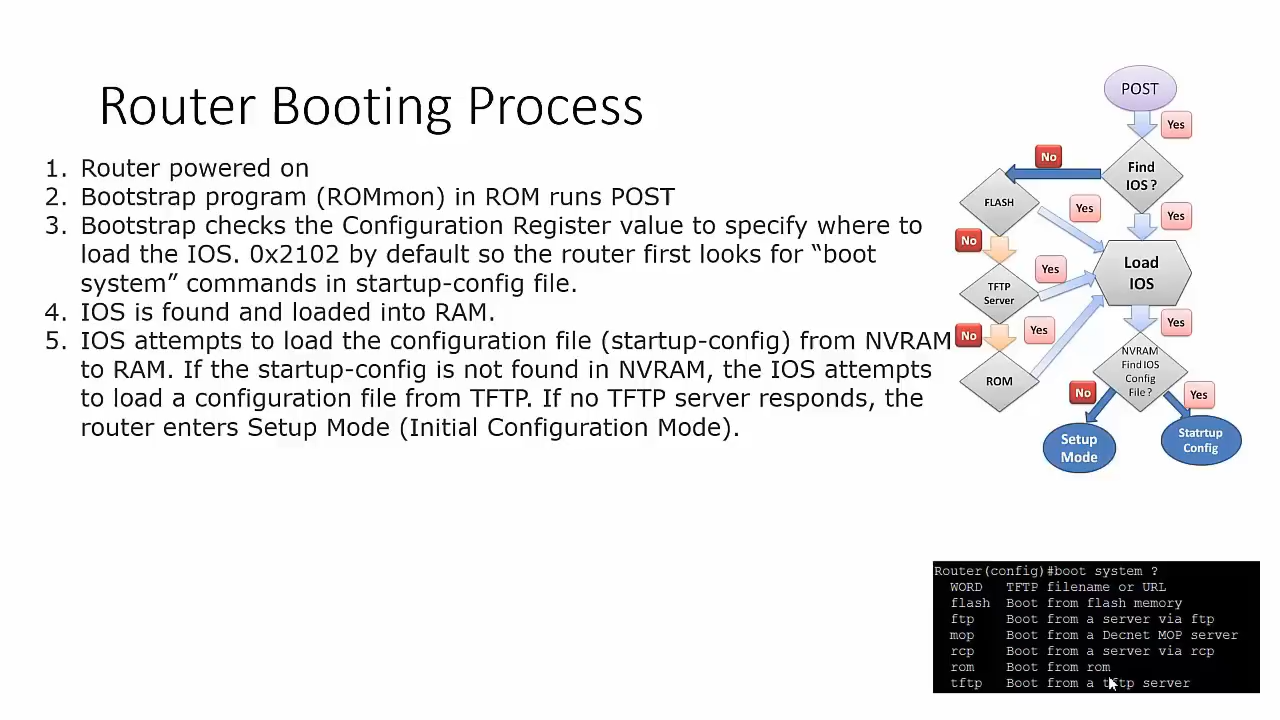 Router Booting Process
1. Router powered on
2. Bootstrap program (ROMmon) in ROM runs POST
3. Bootstrap checks the Configuration Register value to specify where to
load the IOS. 0x2102 by default so the router first looks for “boot
system” commands in startup-config file.
4. IOS is found and loaded into RAM.
5. IOS attempts to load the configuration file (startup-config) from NVRAM
to RAM. If the startup-config is not found in NVRAM, the IOS attempts
to load a configuration file from TFTP. If no TFTP server responds, the
router enters Setup Mode (Initial Configuration Mode).
POST
Yes
No
Find
IOS ?
FLASH
Yes
Yes
No
Load
IOS
Yes
TFTP
Server
Yes
No
Yes
NVRAM
Find IOS
Config
File ?
ROM
No
Yes
Setup
Mode
Statrtup
Config
Router(config)#boot system ?
WORD TFTP filename or URL
flash Boot from flash memory
ftp Boot from a server via ftp
mop Boot from a Decnet MOP server
rcp Boot from a server via rcp
rom Boot from rom
tftp Boot from a tftp server